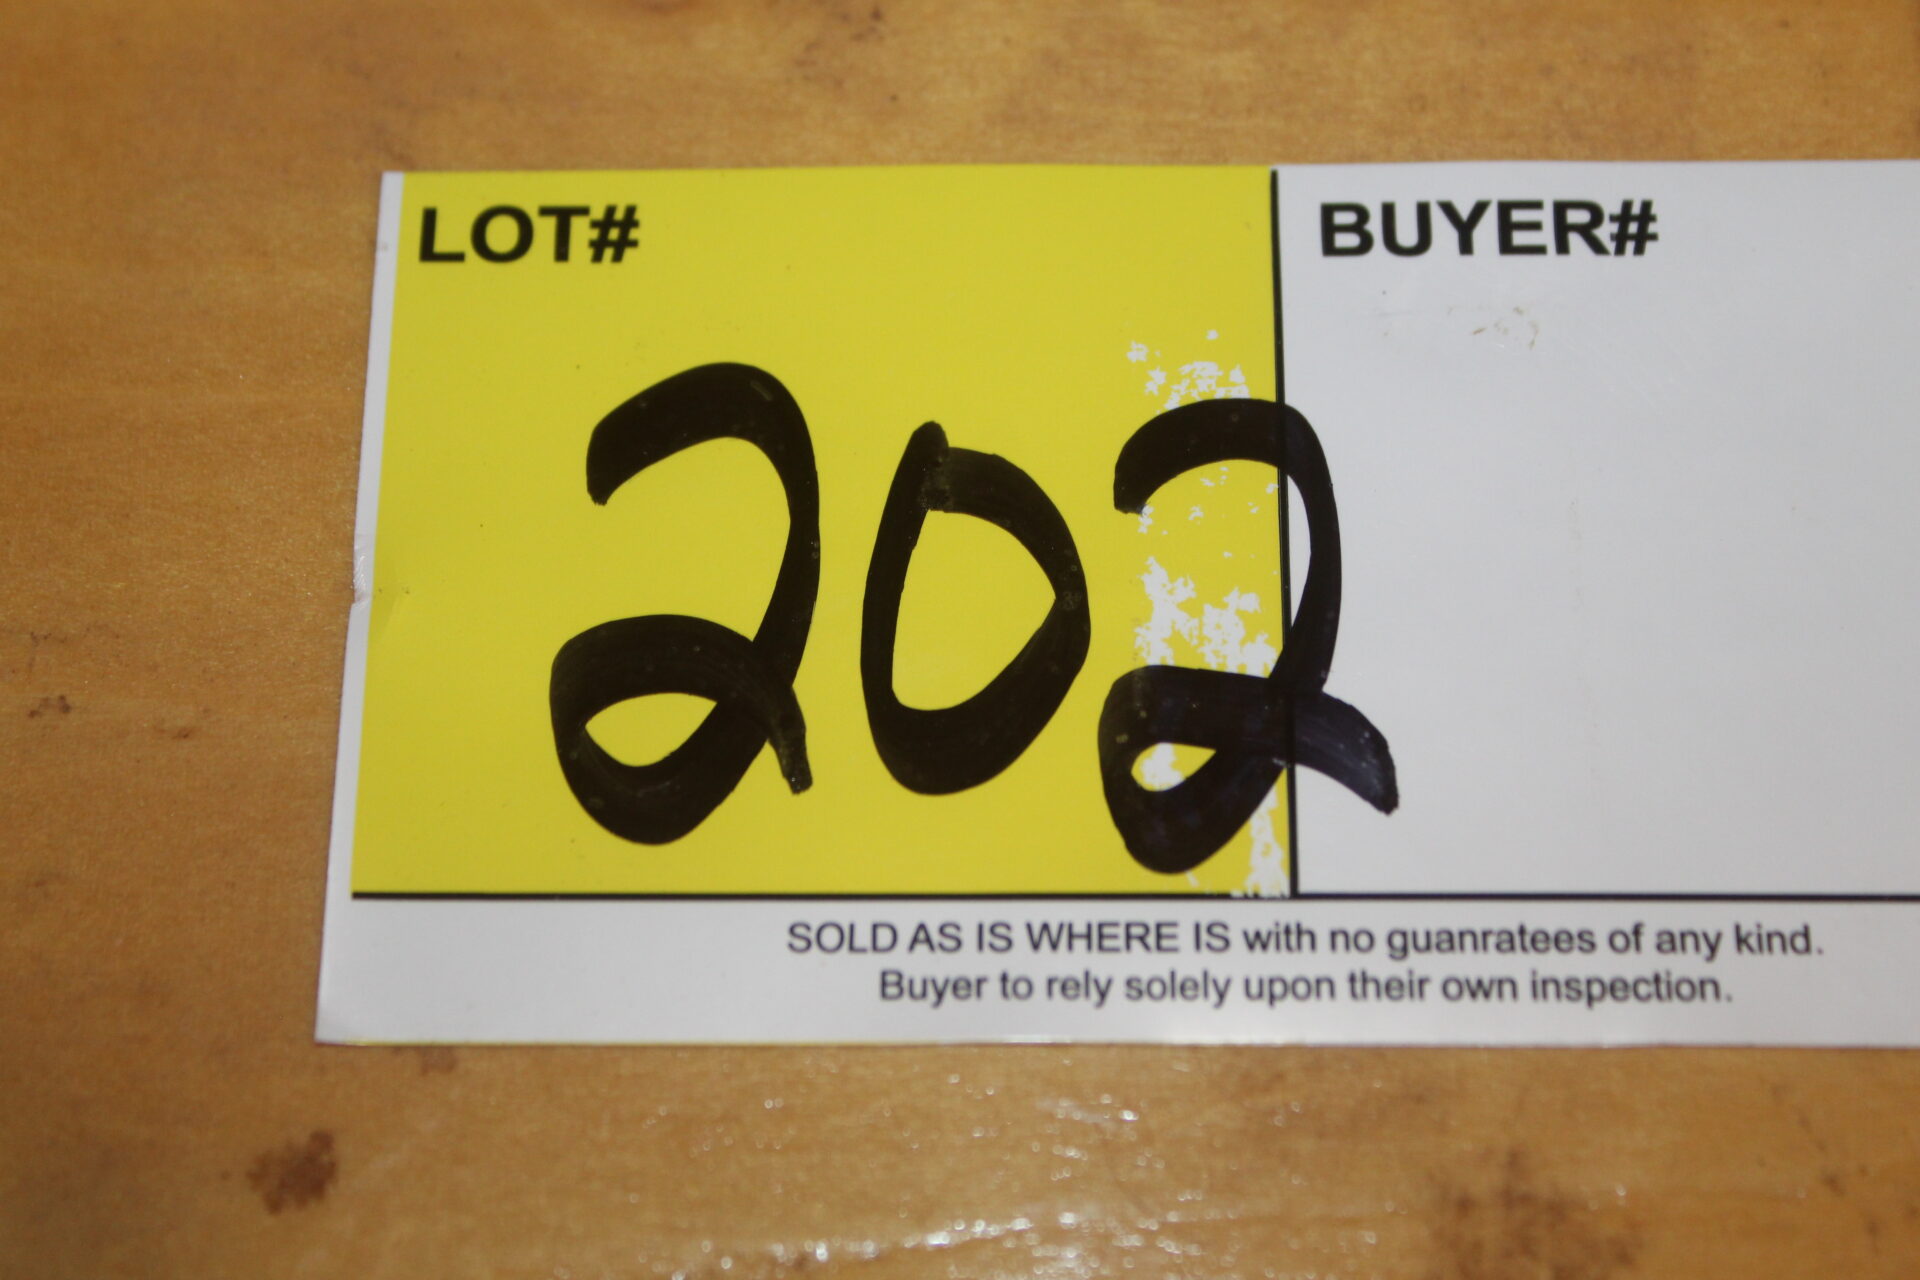 LOT# BUYER#
202
SOLD AS IS WHERE IS with no guanratees of any kind.
Buyer to rely solely upon their own inspection.